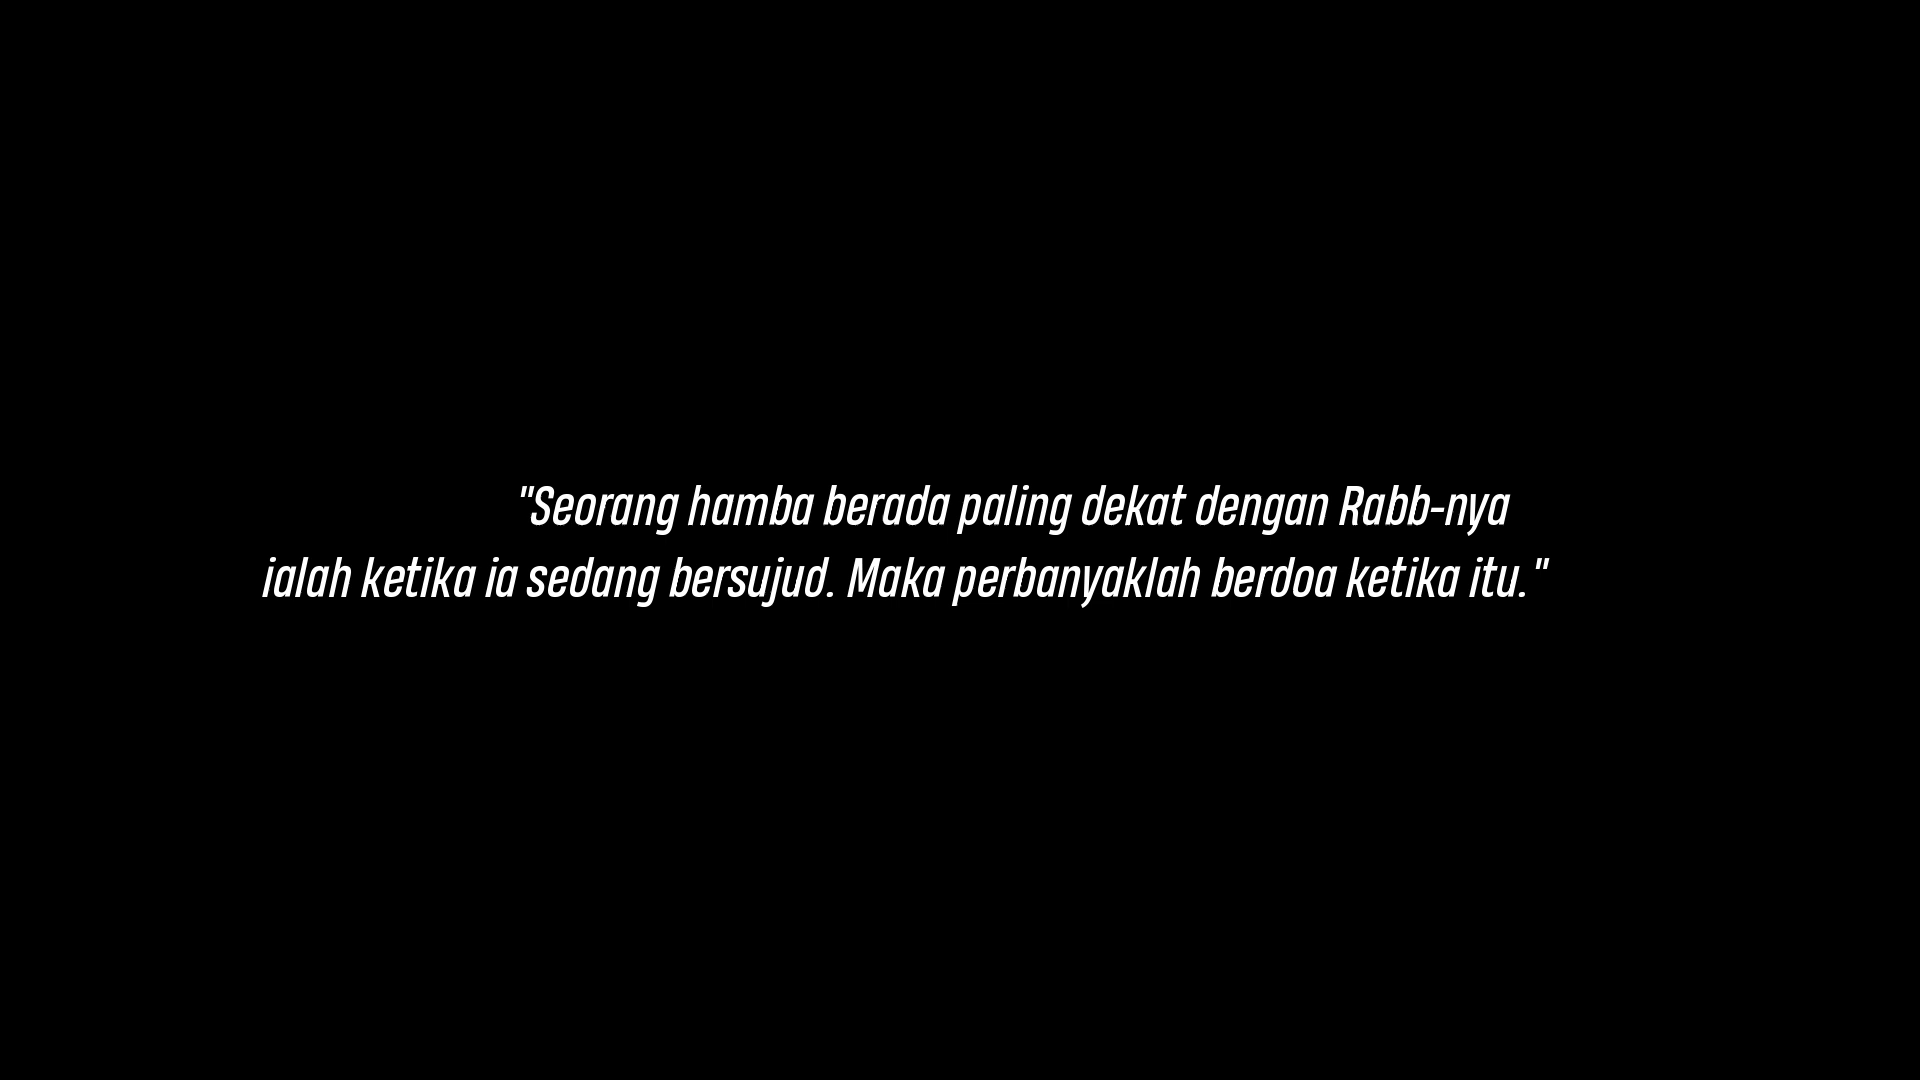 "Seorang hamba berada paling dekat dengan Rabb-nya
ialah ketika ia sedang bersujud. Maka perbanyaklah berdoa ketika itu."